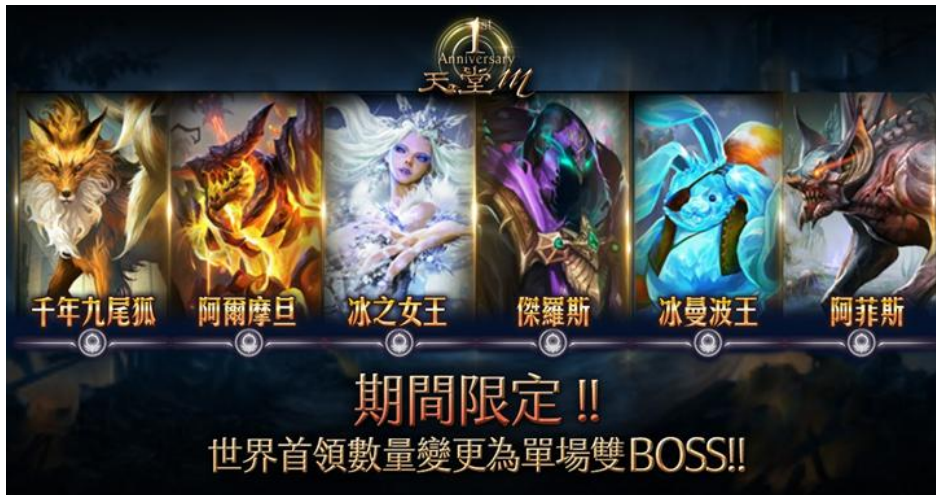 1st
Anniversary
天堂M
千年九尾狐 阿爾摩旦 冰之女王 傑羅斯 冰曼波王 阿菲斯
期間限定!!
世界首領數量變更為單場雙BOSS!!